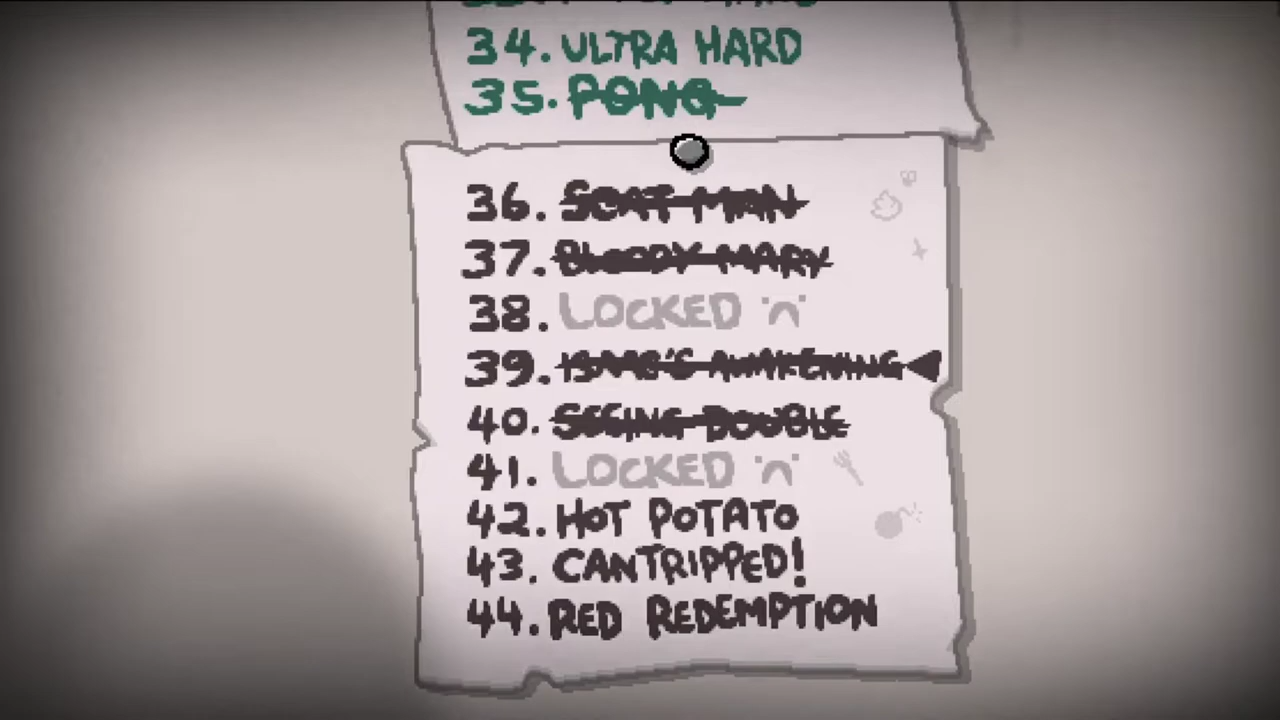 34. ULTRA HARD
35. PONG
36. SCAT MAN
37. BLOODY MARY
38. LOCKED
39. ISAAC'S AWAKENING
40. SEEING DOUBLE
41. LOCKED
42. HOT POTATO
43. CANTRIPPED!
44. RED REDEMPTION